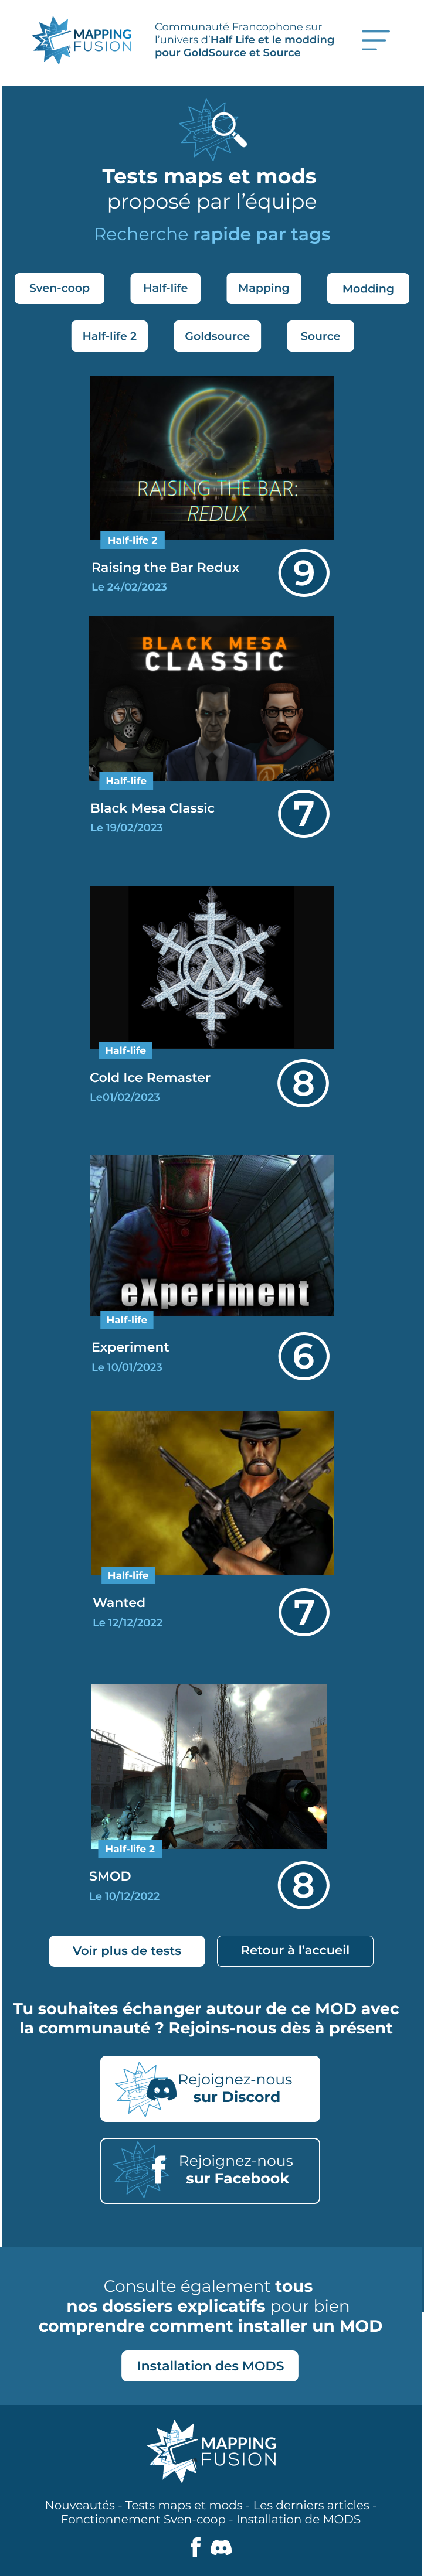 MAPPING
FUSION
Communauté Francophone sur
l'univers d'Half Life et le modding
pour GoldSource et Source
Tests maps et mods
proposé par l'équipe
Recherche rapide par tags
Sven-coop
Half-life
Mapping
Modding
Half-life 2
Goldsource
Source
RAISING THE BAR:
REDUX
Half-life 2
Raising the Bar Redux
Le 24/02/2023
9
BLACK MESA
CLASSIC
Half-life
Black Mesa Classic
Le 19/02/2023
7
Half-life
Cold Ice Remaster
Le01/02/2023
8
eXperiment
Half-life
Experiment
Le 10/01/2023
6
Half-life
Wanted
Le 12/12/2022
7
Half-life 2
SMOD
Le 10/12/2022
8
Voir plus de tests
Retour à l'accueil
Tu souhaites échanger autour de ce MOD avec
la communauté ? Rejoins-nous dès à présent
Rejoignez-nous
sur Discord
Rejoignez-nous
sur Facebook
Consulte également tous
nos dossiers explicatifs pour bien
comprendre comment installer un MOD
Installation des MODS
MAPPING
FUSION
Nouveautés - Tests maps et mods - Les derniers articles -
Fonctionnement Sven-coop - Installation de MODS